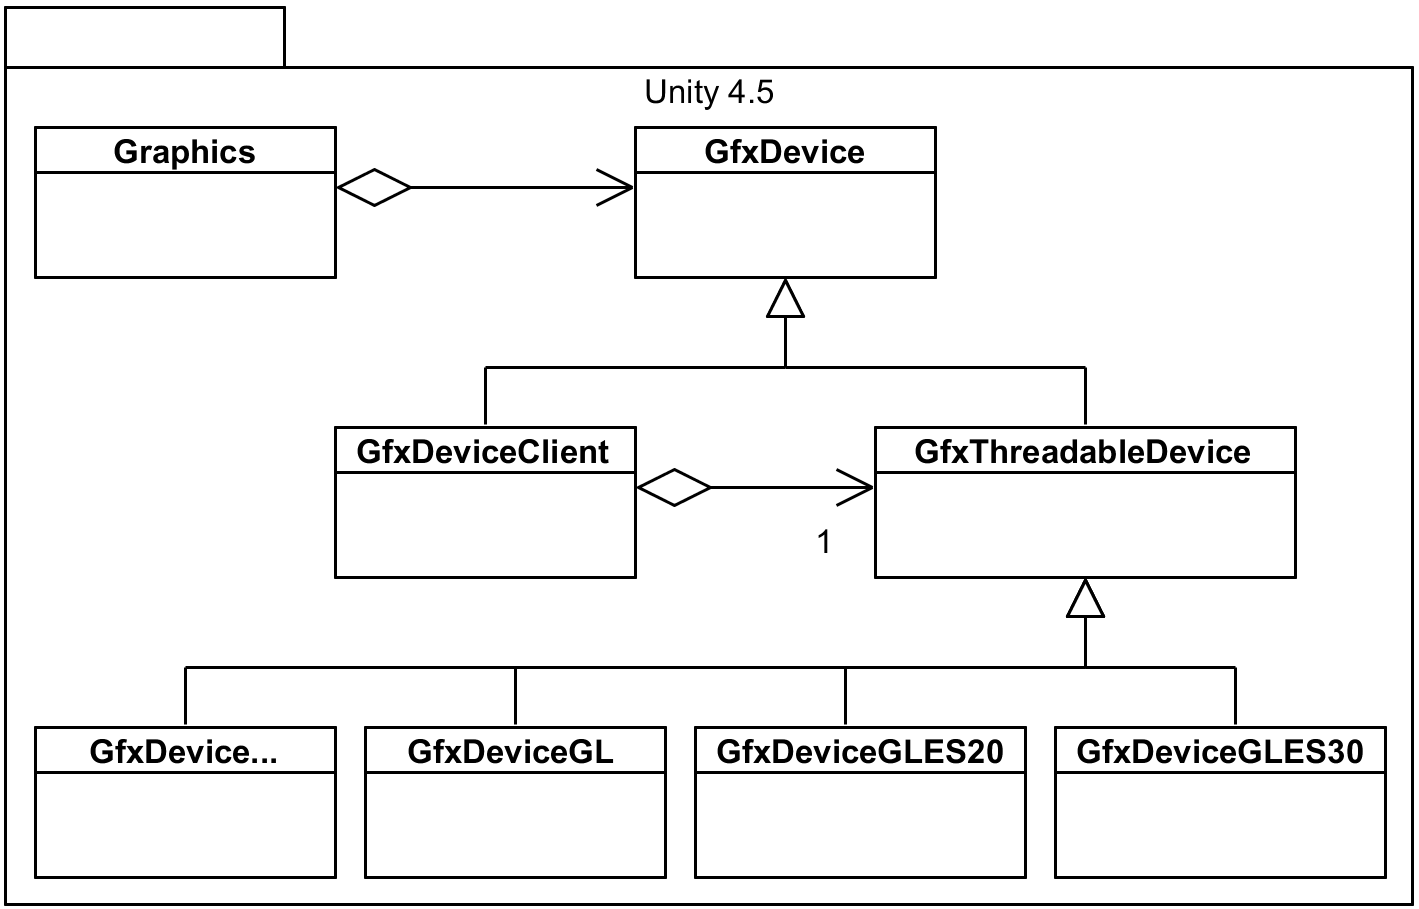 Unity 4.5
Graphics
GfxDevice
GfxDeviceClient
GfxThreadableDevice
1
GfxDevice...
GfxDeviceGL
GfxDeviceGLES20
GfxDeviceGLES30